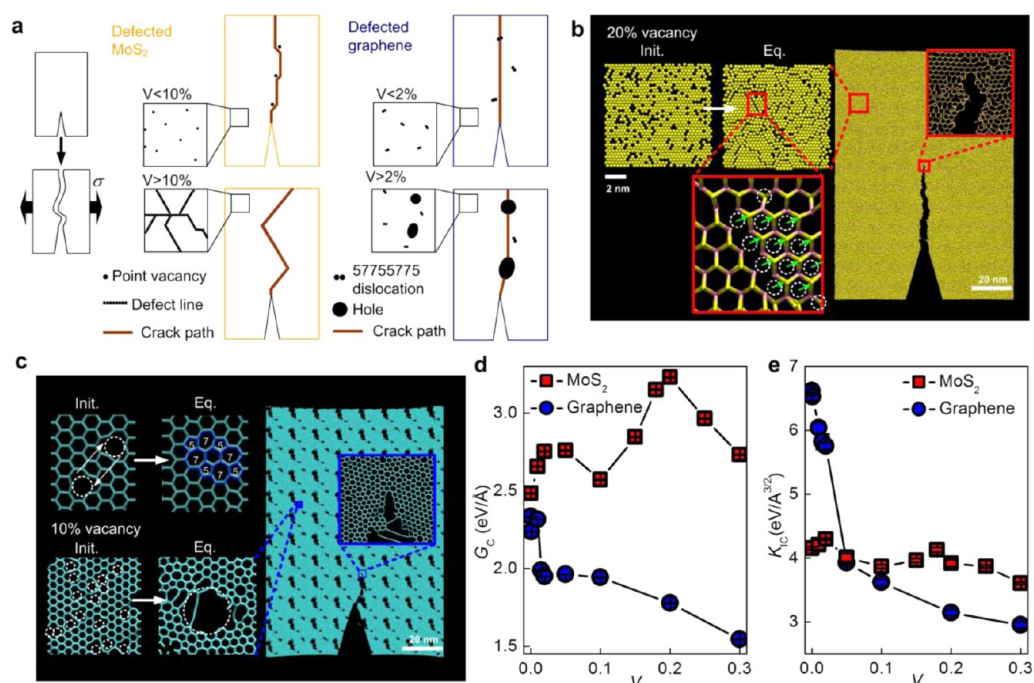 a
Defected
MoS2
Defected
graphene
V<10%
V<2%
σ
V>10%
V>2%
Point vacancy
Defect line
Crack path
57755775
dislocation
Hole
Crack path
b
20% vacancy
Init.
Eq.
2 nm
20 nm
c
Init.
Eq.
5 7 5
7 7
5 5
10% vacancy
Init.
Eq.
20 nm
d
MoS2
Graphene
3.0
2.5
2.0
1.5
GC (eV/Å)
0.0 0.1 0.2 0.3
V
e
MoS2
Graphene
7
6
5
4
3
KIC (eV/A3/2)
0.0 0.1 0.2 0.3
V